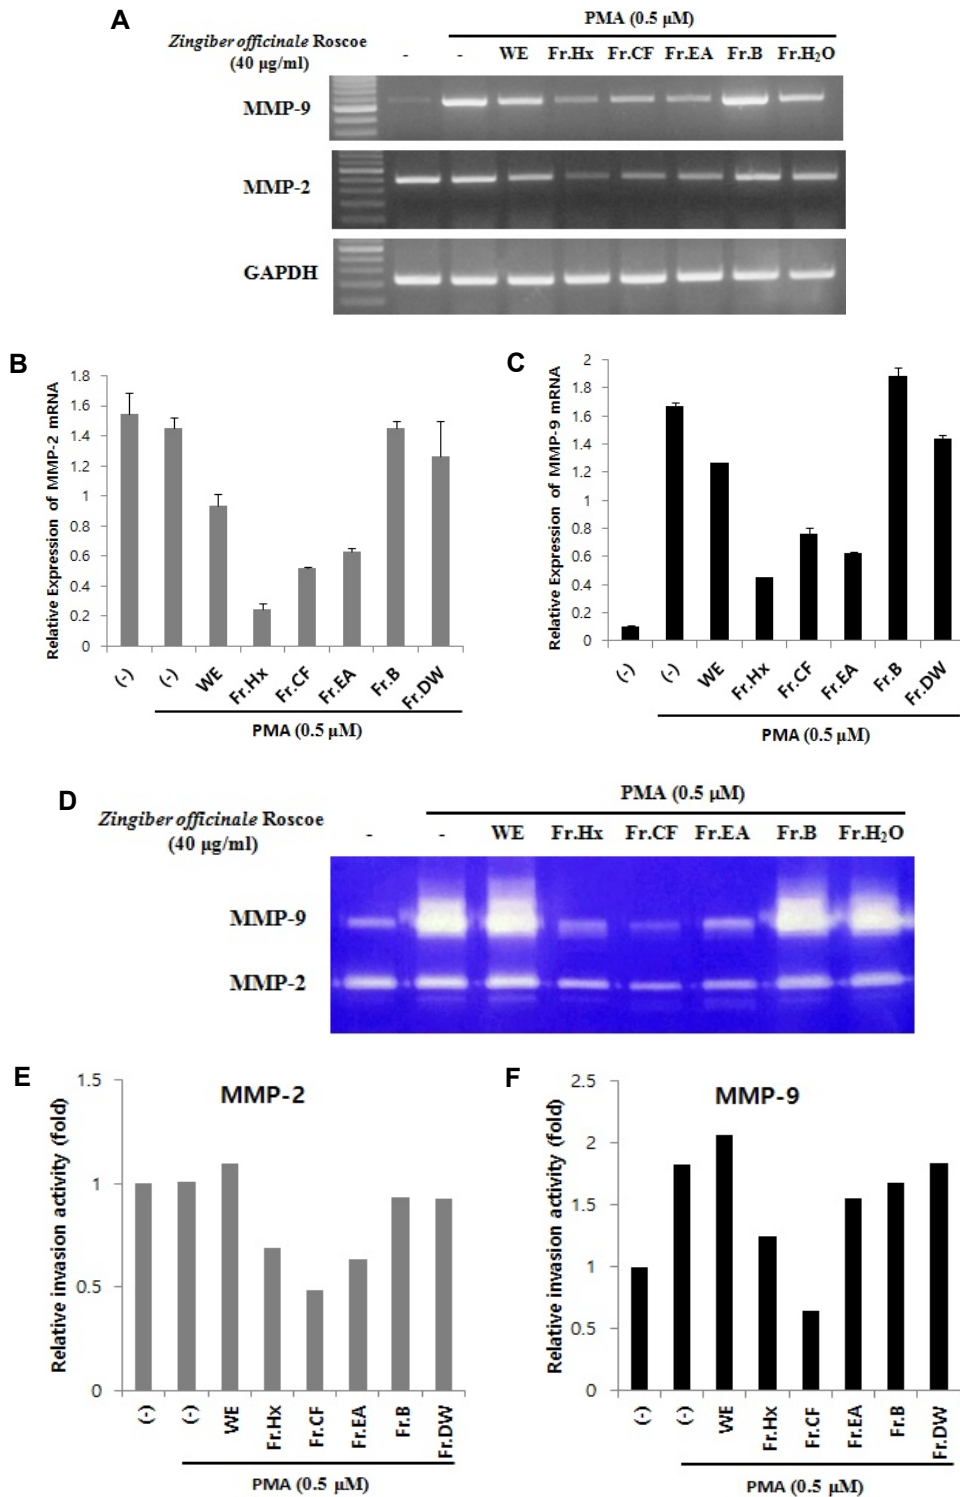 A
PMA (0.5 µM)
Zingiber officinale Roscoe
(40 µg/ml)
- - WE Fr.Hx Fr.CF Fr.EA Fr.B Fr.H₂O
MMP-9
MMP-2
GAPDH
B
Relative Expression of MMP-2 mRNA
1.8
1.6
1.4
1.2
1
0.8
0.6
0.4
0.2
0
(-) (-) WE Fr.Hx Fr.CF Fr.EA Fr.B Fr.DW
PMA (0.5 µM)
C
Relative Expression of MMP-9 mRNA
2
1.8
1.6
1.4
1.2
1
0.8
0.6
0.4
0.2
0
(-) (-) WE Fr.Hx Fr.CF Fr.EA Fr.B Fr.DW
PMA (0.5 µM)
D
PMA (0.5 µM)
Zingiber officinale Roscoe
(40 µg/ml)
- - WE Fr.Hx Fr.CF Fr.EA Fr.B Fr.H₂O
MMP-9
MMP-2
E
MMP-2
Relative invasion activity (fold)
1.5
1
0.5
0
(-) (-) WE Fr.Hx Fr.CF Fr.EA Fr.B Fr.DW
PMA (0.5 µM)
F
MMP-9
Relative invasion activity (fold)
2.5
2
1.5
1
0.5
0
(-) (-) WE Fr.Hx Fr.CF Fr.EA Fr.B Fr.DW
PMA (0.5 µM)